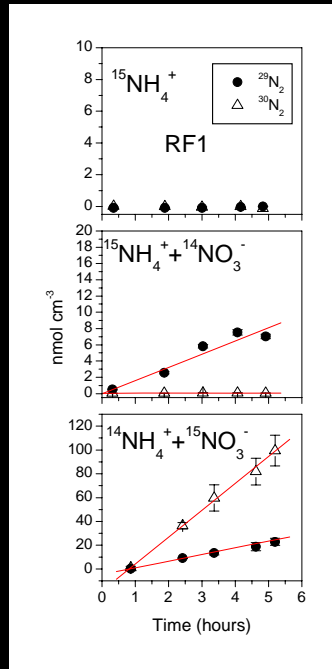 10
8
6
4
2
0
¹⁵NH₄⁺
RF1
²⁹N₂
³⁰N₂
nmol cm⁻³
20
18
16
14
12
10
8
6
4
2
0
¹⁵NH₄⁺+¹⁴NO₃⁻
120
100
80
60
40
20
0
¹⁴NH₄⁺+¹⁵NO₃⁻
0 1 2 3 4 5 6
Time (hours)